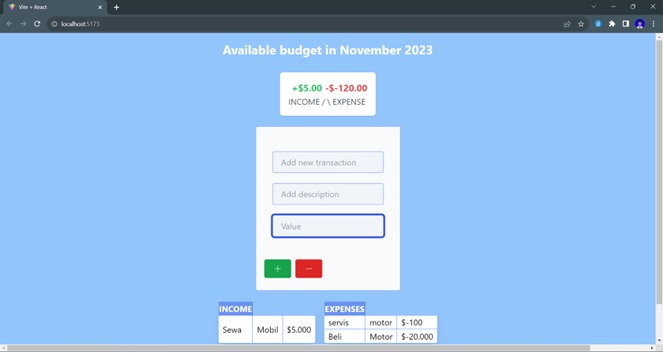 Vite + React
localhost:5173
Available budget in November 2023
+$5.00 -$-120.00
INCOME / \ EXPENSE
Add new transaction
Add description
Value
+ −
INCOME
Sewa Mobil $5.000
EXPENSES
servis motor $-100
Beli Motor $-20.000